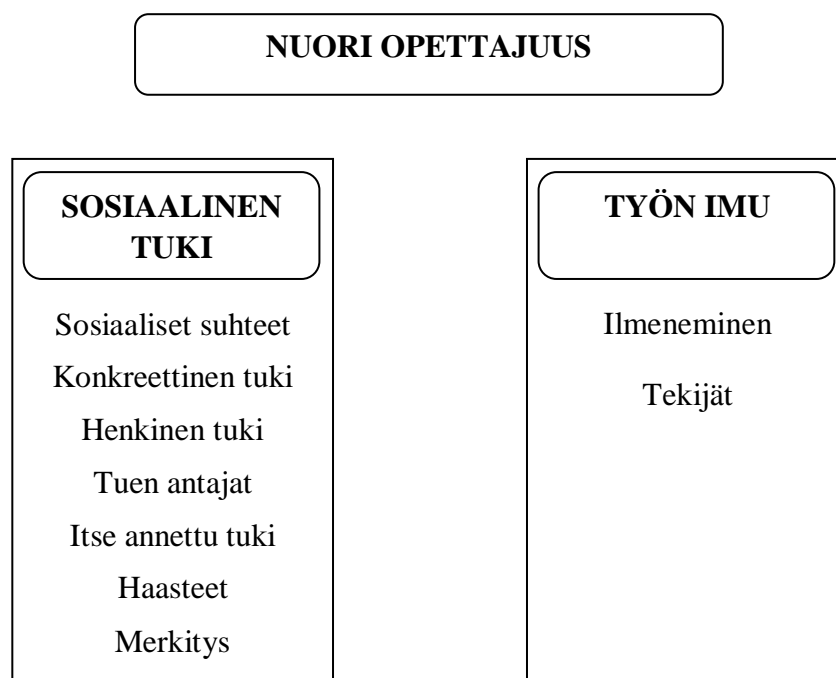 NUORI OPETTAJUUS
SOSIAALINEN
TUKI
Sosiaaliset suhteet
Konkreettinen tuki
Henkinen tuki
Tuen antajat
Itse annettu tuki
Haasteet
Merkitys
TYÖN IMU
Ilmeneminen
Tekijät